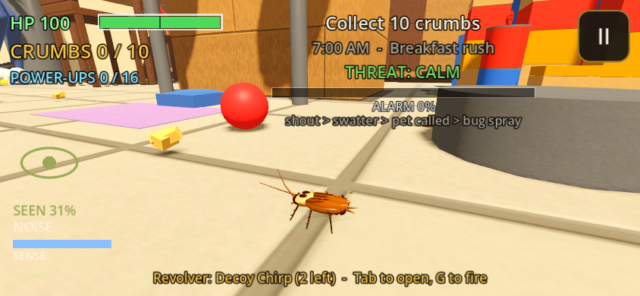 HP 100
Collect 10 crumbs
CRUMBS 0 / 10
7:00 AM - Breakfast rush
POWER-UPS 0 / 16
THREAT: CALM
ALARM 0%
shout > swatter > pet called > bug spray
SEEN 31%
NOISE
SENSE
Revolver: Decoy Chirp (2 left) - Tab to open, G to fire